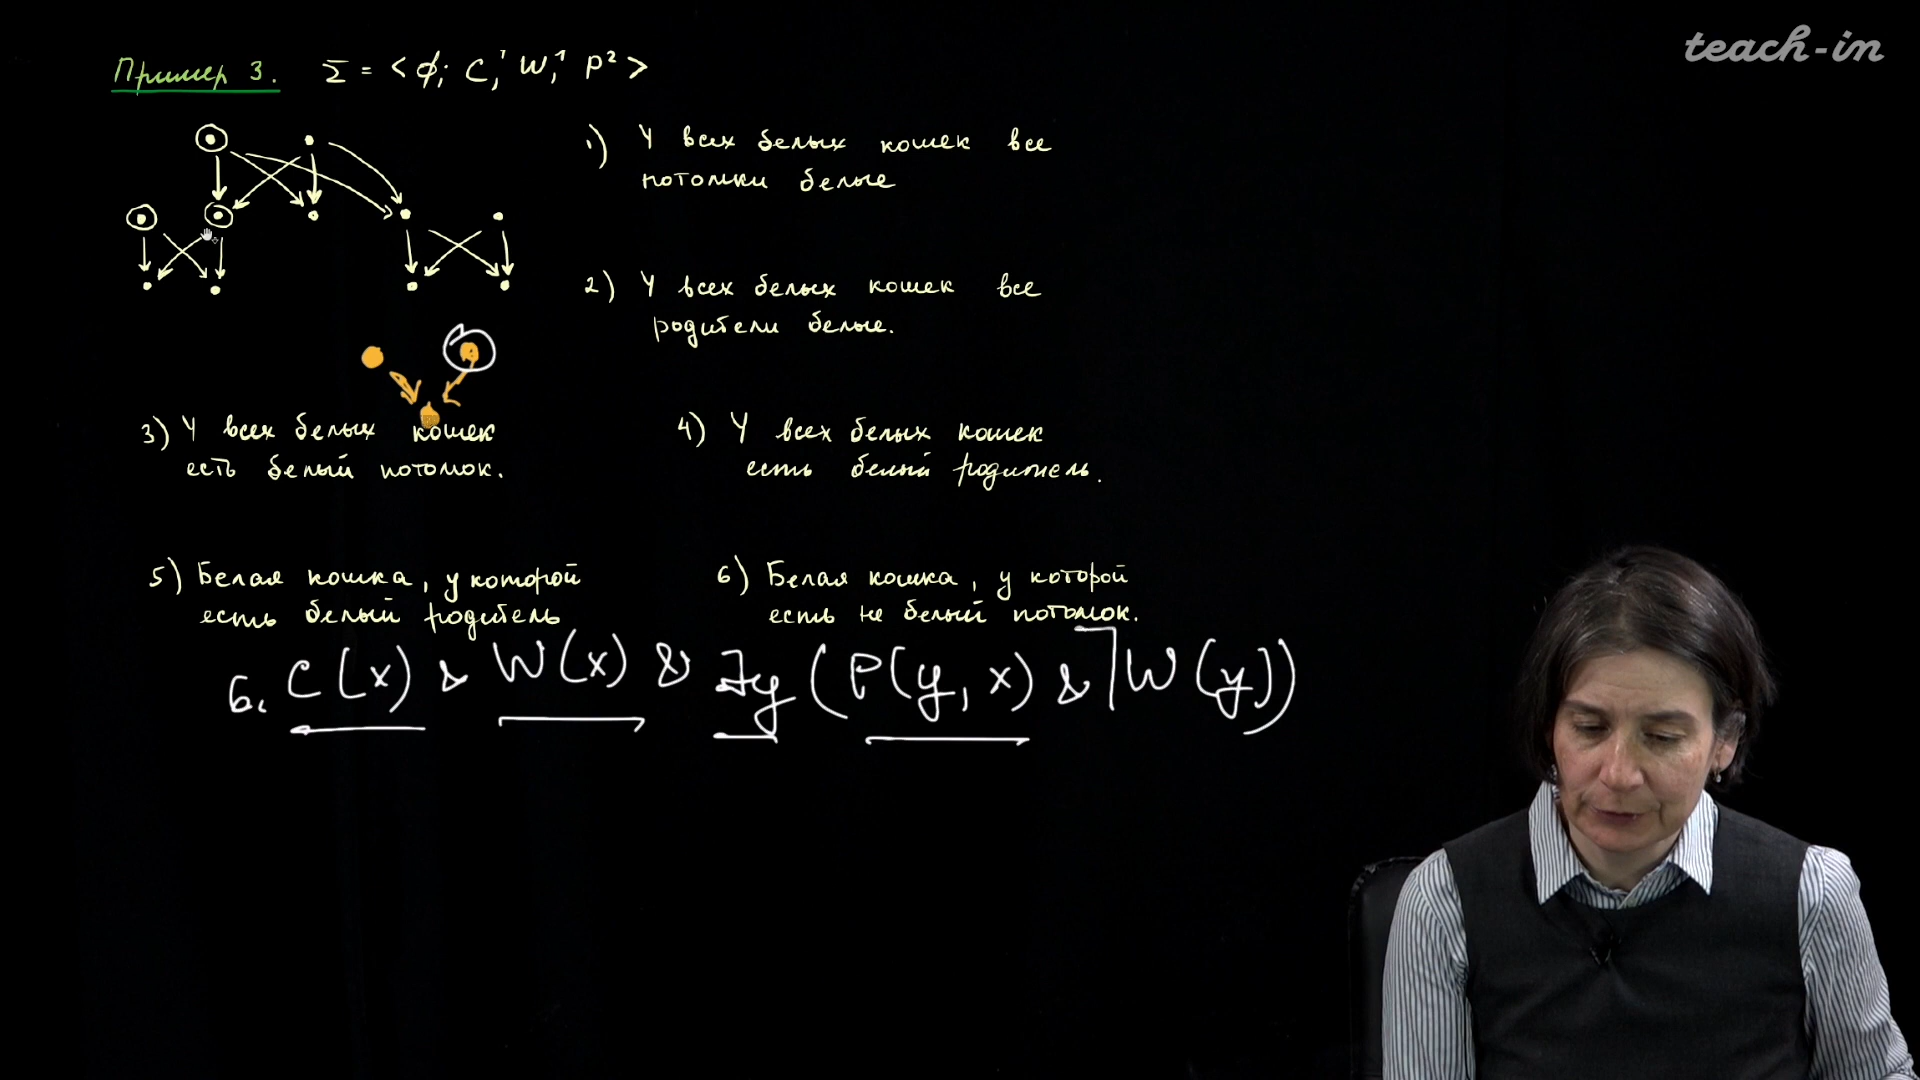 teach-in
Пример 3. Σ = < ϕ; C¹, W¹, P² >
1) У всех белых кошек все
потомки белые
2) У всех белых кошек все
родители белые.
3) У всех белых кошек
есть белый потомок.
4) У всех белых кошек
есть белый родитель.
5) Белая кошка, у которой
есть белый родитель
6) Белая кошка, у которой
есть не белый потомок.
6. C(x) & W(x) & ∃y (P(y, x) & ¬W(y))